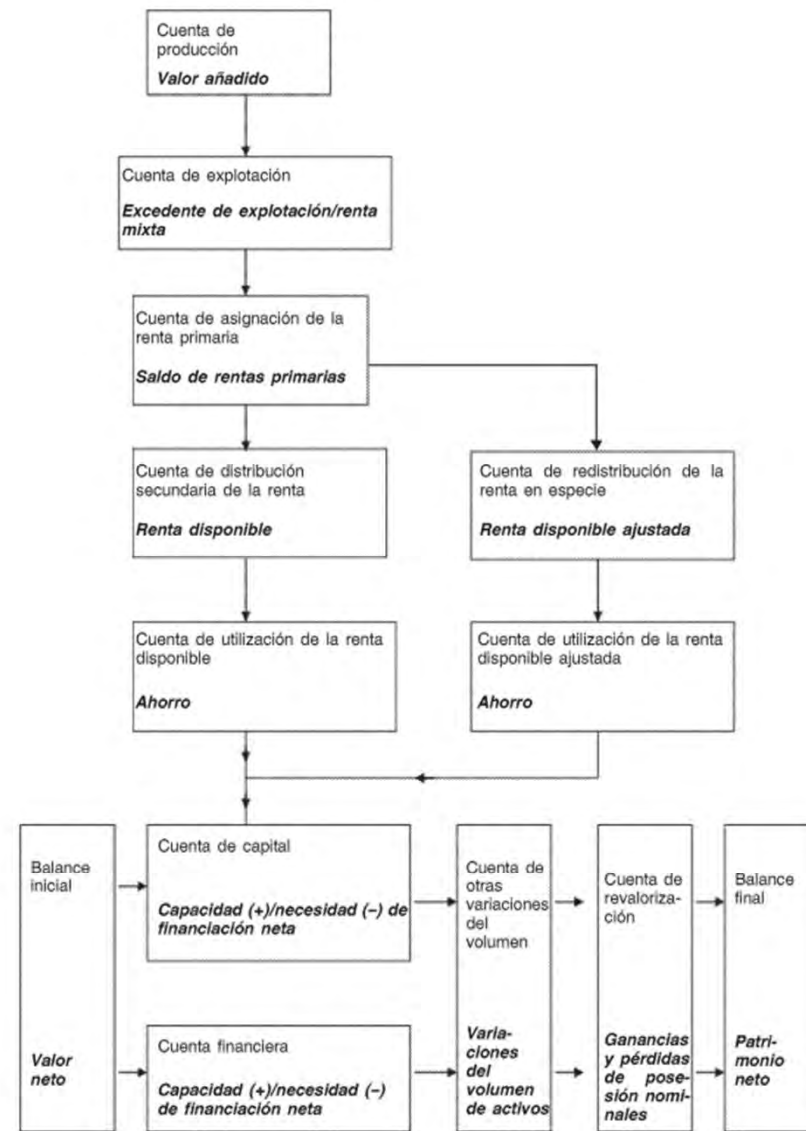 Cuenta de
producción
Valor añadido
Cuenta de explotación
Excedente de explotación/renta
mixta
Cuenta de asignación de la
renta primaria
Saldo de rentas primarias
Cuenta de distribución
secundaria de la renta
Renta disponible
Cuenta de redistribución de la
renta en especie
Renta disponible ajustada
Cuenta de utilización de la renta
disponible
Ahorro
Cuenta de utilización de la renta
disponible ajustada
Ahorro
Balance
inicial
Valor
neto
Cuenta de capital
Capacidad (+)/necesidad (–) de
financiación neta
Cuenta financiera
Capacidad (+)/necesidad (–)
de financiación neta
Cuenta de
otras
variaciones
del
volumen
Varia-
ciones
del
volumen
de activos
Cuenta de
revaloriza-
ción
Ganancias
y pérdidas
de pose-
sión nomi-
nales
Balance
final
Patri-
monio
neto